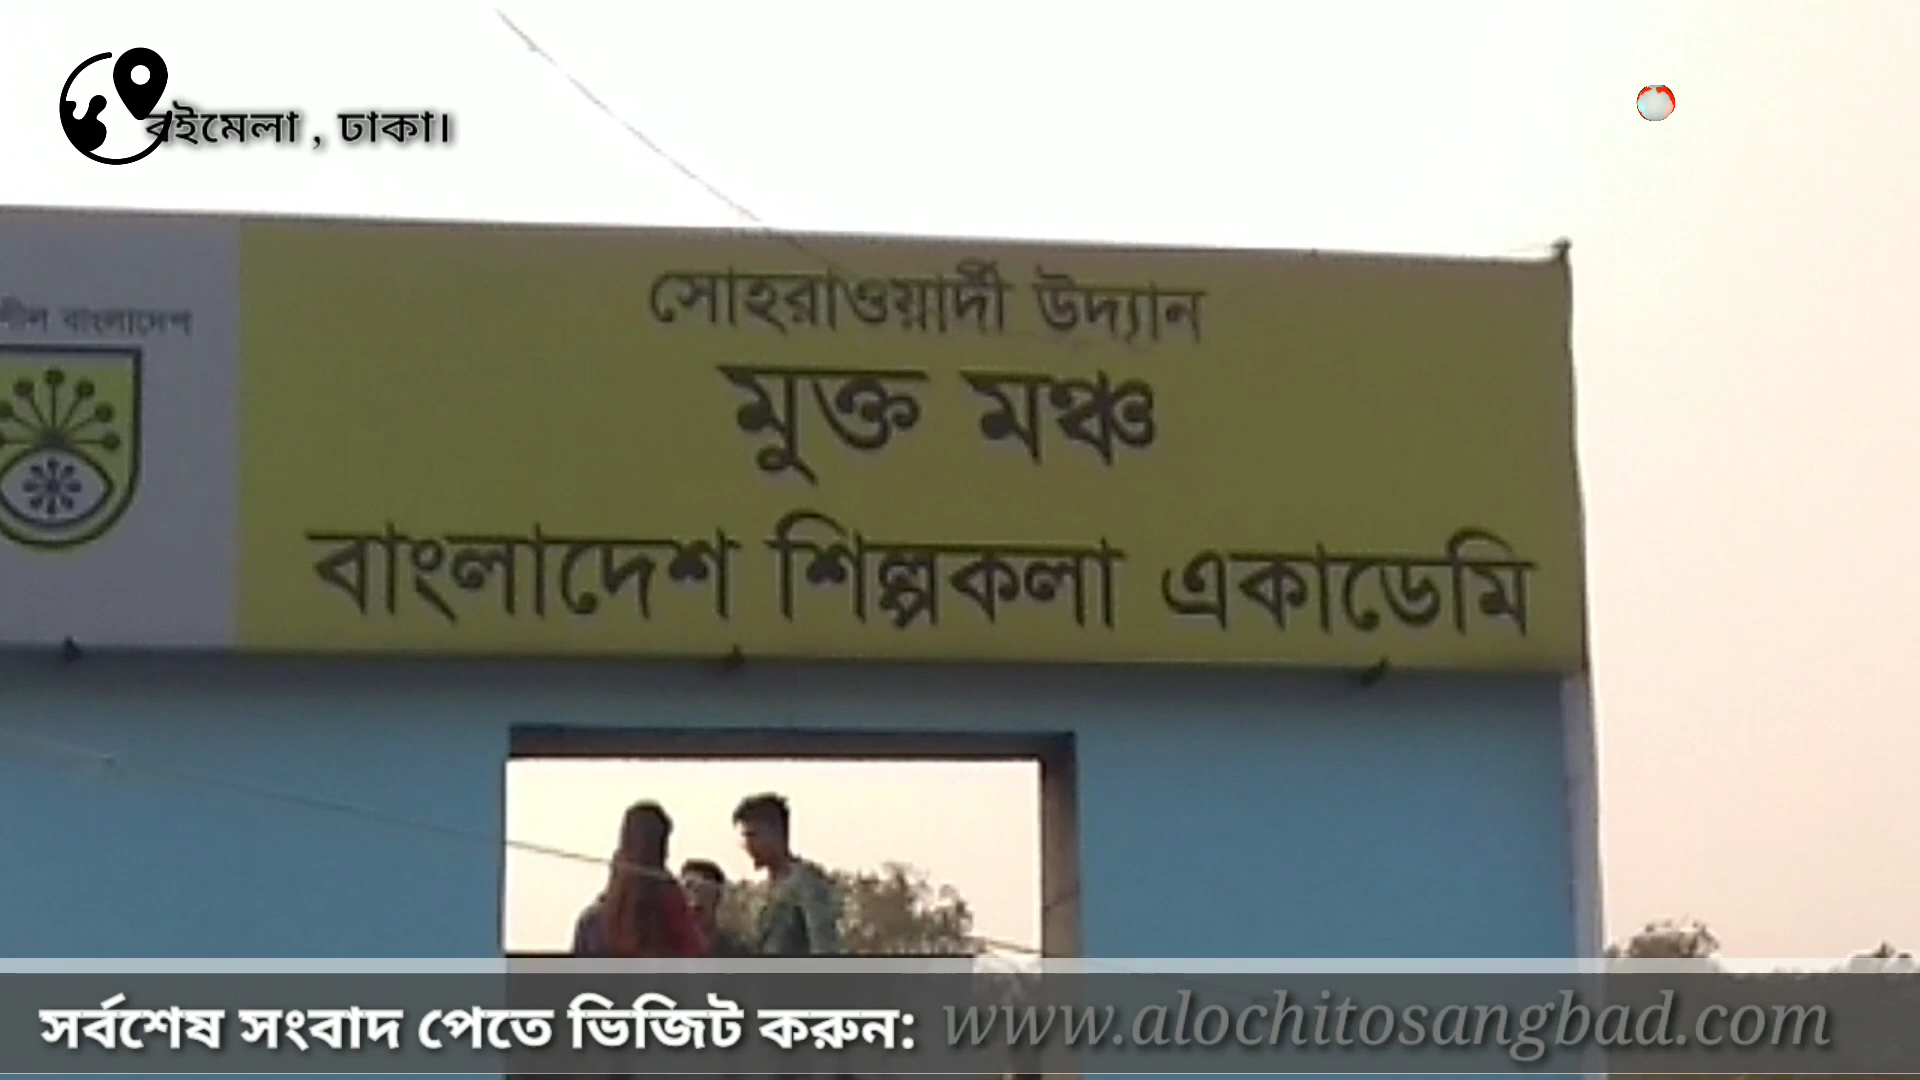 বইমেলা , ঢাকা।
সোহরাওয়ার্দী উদ্যান
বাংলাদেশ
মুক্ত মঞ্চ
বাংলাদেশ শিল্পকলা একাডেমি
সর্বশেষ সংবাদ পেতে ভিজিট করুন: www.alochitosangbad.com